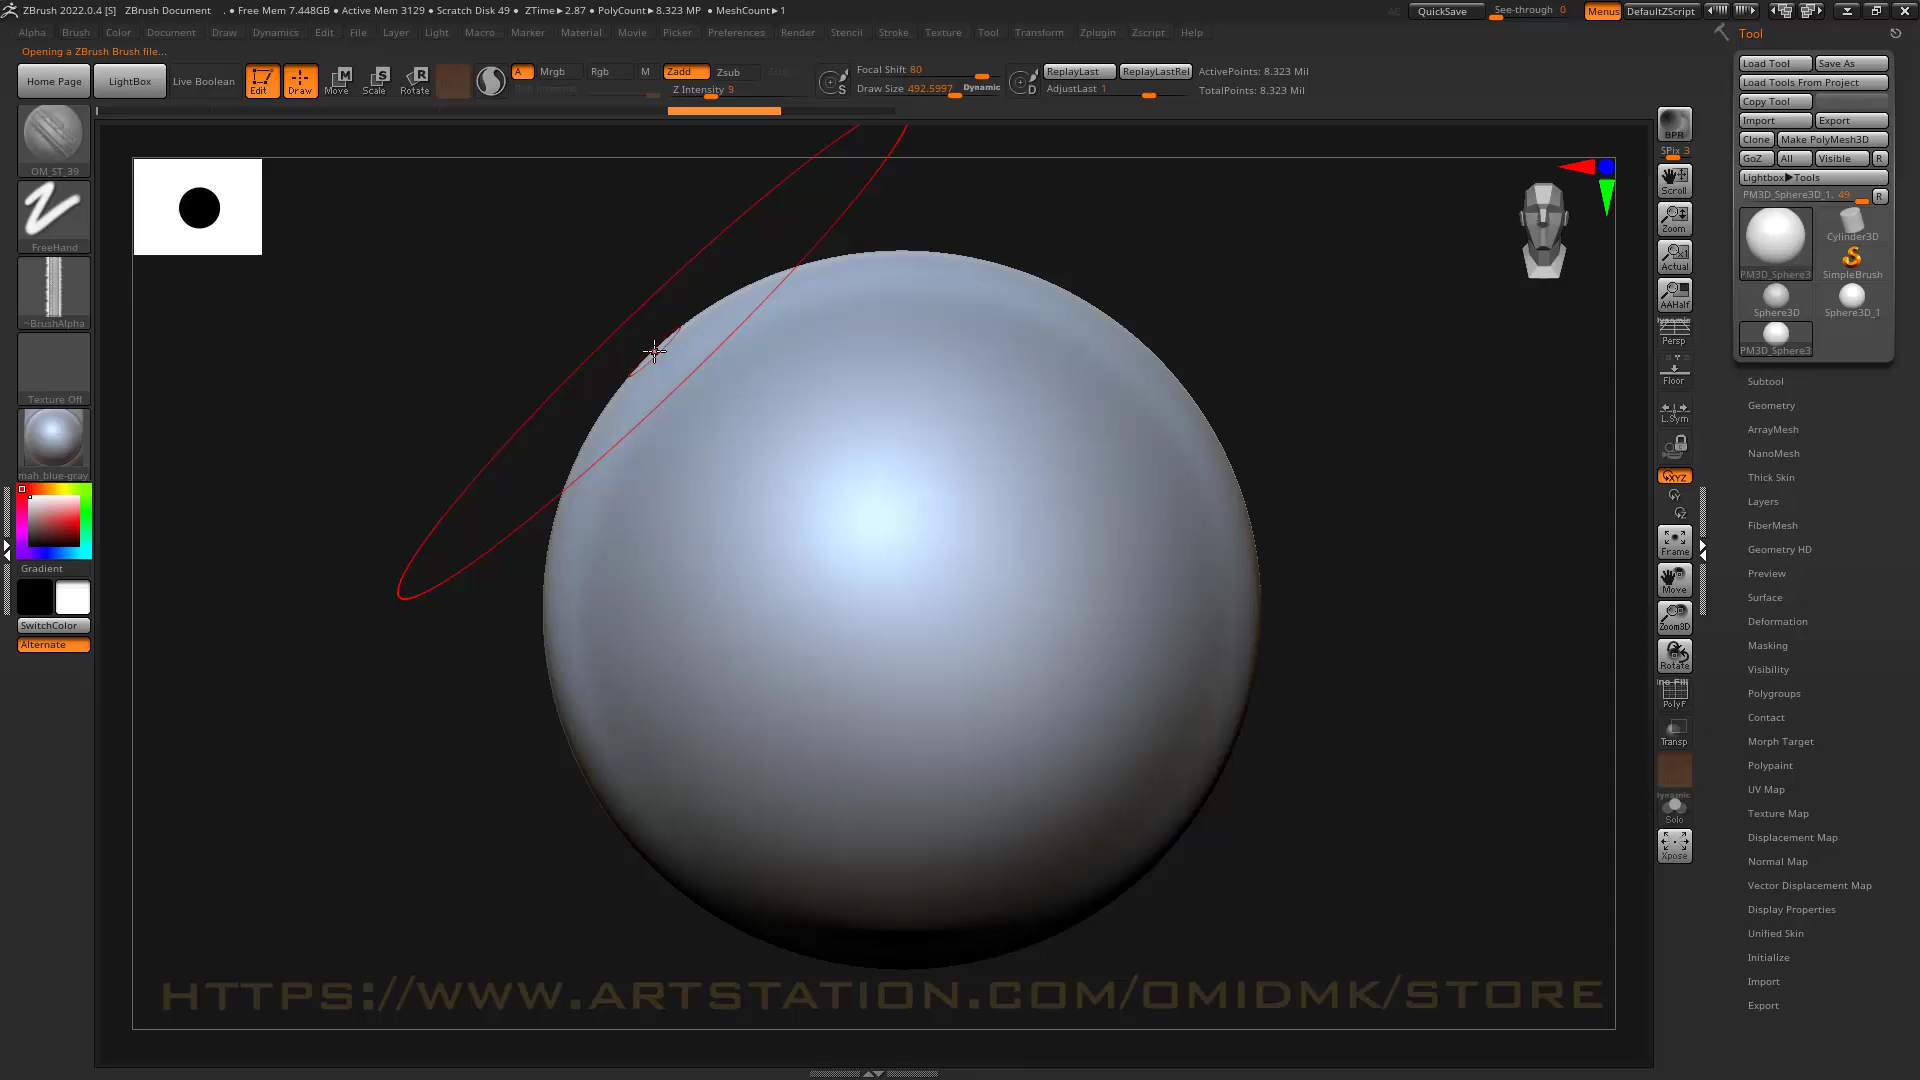 ZBrush 2022.0.4 [S] ZBrush Document . • Free Mem 7.448GB • Active Mem 3129 • Scratch Disk 49 • ZTime▶2.87 • PolyCount▶8.323 MP • MeshCount▶1 AC QuickSave See-through 0 Menus DefaultZScript
Alpha Brush Color Document Draw Dynamics Edit File Layer Light Macro Marker Material Movie Picker Preferences Render Stencil Stroke Texture Tool Transform Zplugin Zscript Help
Tool
Opening a ZBrush Brush file...
Home Page LightBox Live Boolean Edit Draw Move Scale Rotate
A Mrgb Rgb M Zadd Zsub
Z Intensity 9
Focal Shift 80
Draw Size 492.5997 Dynamic
ReplayLast ReplayLastRel ActivePoints: 8.323 Mil
AdjustLast 1 TotalPoints: 8.323 Mil
OM_ST_39
FreeHand
~BrushAlpha
Texture Off
mah_blue-gray
Gradient
SwitchColor
Alternate
BPR
SPix 3
Scroll
Zoom
Actual
AAHalf
Dynamic
Persp
Floor
L.Sym
XYZ
Y
Z
Frame
Move
Zoom3D
Rotate
Line Fill
PolyF
Transp
Dynamic
Solo
Xpose
Load Tool Save As
Load Tools From Project
Copy Tool
Import Export
Clone Make PolyMesh3D
GoZ All Visible R
Lightbox▶Tools
PM3D_Sphere3D_1. 49 R
PM3D_Sphere3 Cylinder3D
SimpleBrush
Sphere3D Sphere3D_1
PM3D_Sphere3
Subtool
Geometry
ArrayMesh
NanoMesh
Thick Skin
Layers
FiberMesh
Geometry HD
Preview
Surface
Deformation
Masking
Visibility
Polygroups
Contact
Morph Target
Polypaint
UV Map
Texture Map
Displacement Map
Normal Map
Vector Displacement Map
Display Properties
Unified Skin
Initialize
Import
Export
HTTPS://WWW.ARTSTATION.COM/OMIDMK/STORE